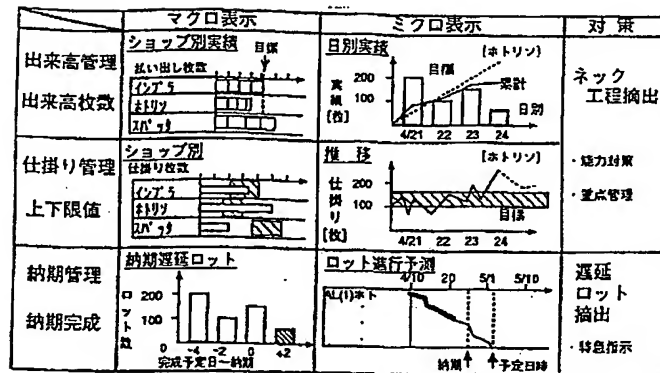 マクロ表示 ミクロ表示 対策
出来高管理
出来高枚数
ショップ別実績
目標
払い出し枚数
インプラ
ホトリソ
スパッタ
日別実績
[ホトリソ]
実績[枚]
200
100
目標
累計
日別
4/21 22 23 24
ネック
工程摘出
・能力対策
・重点管理
仕掛り管理
上下限値
ショップ別
仕掛り枚数
インプラ
ホトリソ
スパッタ
推移
[ホトリソ]
仕掛り[枚]
200
100
目標
4/21 22 23 24
納期管理
納期完成
納期遅延ロット
ロット数
200
100
-4 -2 0 +2
完成予定日〜納期
ロット進行予測
4/10 20 5/1 5/10
AL(1)ホト
納期 予定日時
遅延
ロット
摘出
・特急指示